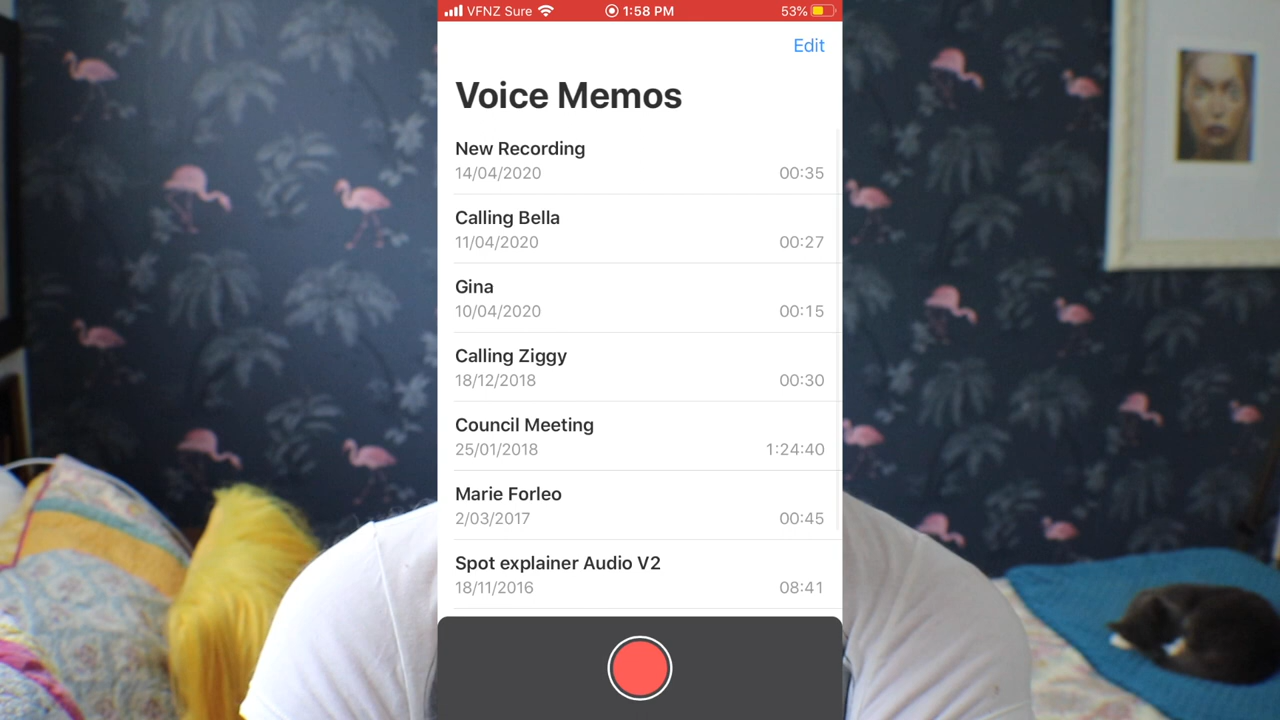 VFNZ Sure 1:58 PM 53%
Edit
Voice Memos
New Recording
14/04/2020 00:35
Calling Bella
11/04/2020 00:27
Gina
10/04/2020 00:15
Calling Ziggy
18/12/2018 00:30
Council Meeting
25/01/2018 1:24:40
Marie Forleo
2/03/2017 00:45
Spot explainer Audio V2
18/11/2016 08:41